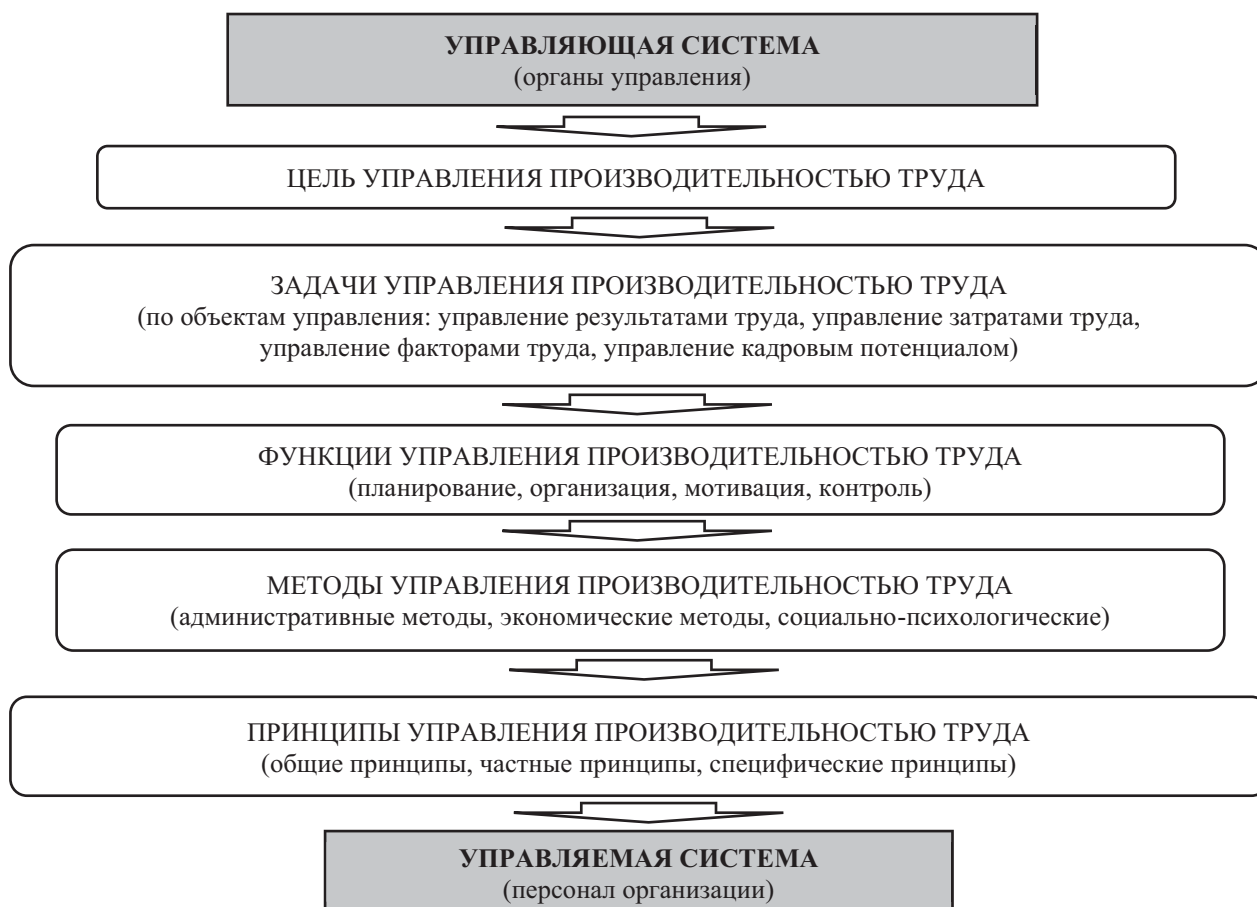 УПРАВЛЯЮЩАЯ СИСТЕМА
(органы управления)
ЦЕЛЬ УПРАВЛЕНИЯ ПРОИЗВОДИТЕЛЬНОСТЬЮ ТРУДА
ЗАДАЧИ УПРАВЛЕНИЯ ПРОИЗВОДИТЕЛЬНОСТЬЮ ТРУДА
(по объектам управления: управление результатами труда, управление затратами труда,
управление факторами труда, управление кадровым потенциалом)
ФУНКЦИИ УПРАВЛЕНИЯ ПРОИЗВОДИТЕЛЬНОСТЬЮ ТРУДА
(планирование, организация, мотивация, контроль)
МЕТОДЫ УПРАВЛЕНИЯ ПРОИЗВОДИТЕЛЬНОСТЬЮ ТРУДА
(административные методы, экономические методы, социально-психологические)
ПРИНЦИПЫ УПРАВЛЕНИЯ ПРОИЗВОДИТЕЛЬНОСТЬЮ ТРУДА
(общие принципы, частные принципы, специфические принципы)
УПРАВЛЯЕМАЯ СИСТЕМА
(персонал организации)